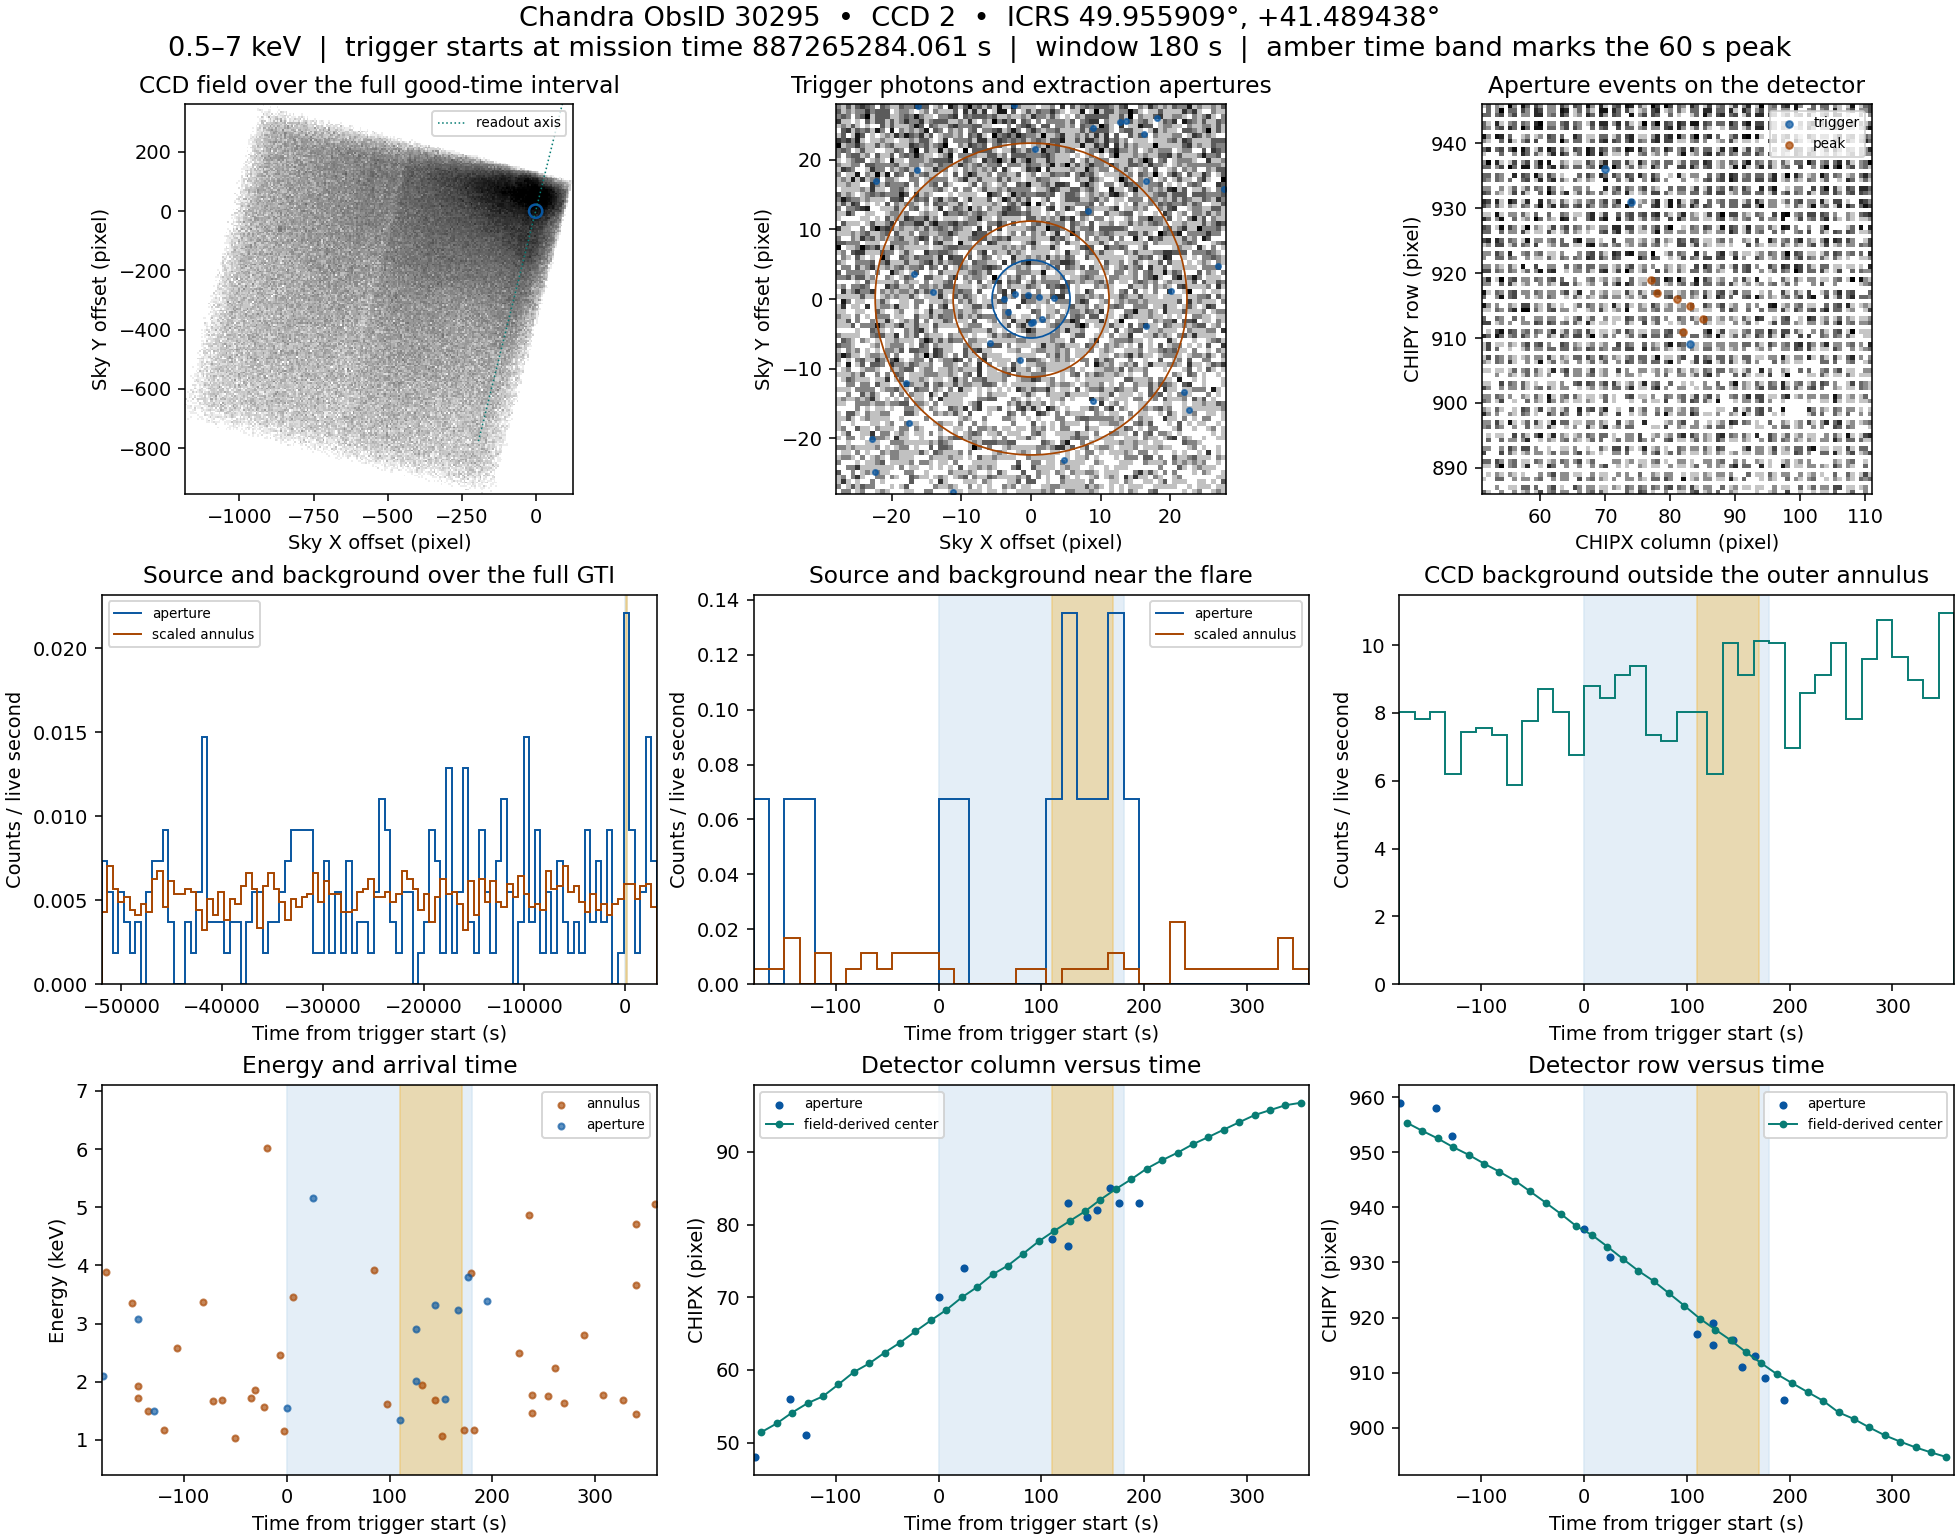 Chandra ObsID 30295 • CCD 2 • ICRS 49.955909°, +41.489438°
0.5–7 keV | trigger starts at mission time 887265284.061 s | window 180 s | amber time band marks the 60 s peak
CCD field over the full good-time interval
readout axis
200
0
−200
−400
−600
−800
−1000
−750
−500
−250
0
Sky X offset (pixel)
Sky Y offset (pixel)
Trigger photons and extraction apertures
20
10
0
−10
−20
−20
−10
0
10
20
Sky X offset (pixel)
Sky Y offset (pixel)
Aperture events on the detector
trigger
peak
940
930
920
910
900
890
60
70
80
90
100
110
CHIPX column (pixel)
CHIPY row (pixel)
Source and background over the full GTI
aperture
scaled annulus
0.020
0.015
0.010
0.005
0.000
−50000
−40000
−30000
−20000
−10000
0
Time from trigger start (s)
Counts / live second
Source and background near the flare
aperture
scaled annulus
0.14
0.12
0.10
0.08
0.06
0.04
0.02
0.00
−100
0
100
200
300
Time from trigger start (s)
Counts / live second
CCD background outside the outer annulus
10
8
6
4
2
0
−100
0
100
200
300
Time from trigger start (s)
Counts / live second
Energy and arrival time
annulus
aperture
7
6
5
4
3
2
1
−100
0
100
200
300
Time from trigger start (s)
Energy (keV)
Detector column versus time
aperture
field-derived center
90
80
70
60
50
−100
0
100
200
300
Time from trigger start (s)
CHIPX (pixel)
Detector row versus time
aperture
field-derived center
960
950
940
930
920
910
900
−100
0
100
200
300
Time from trigger start (s)
CHIPY (pixel)